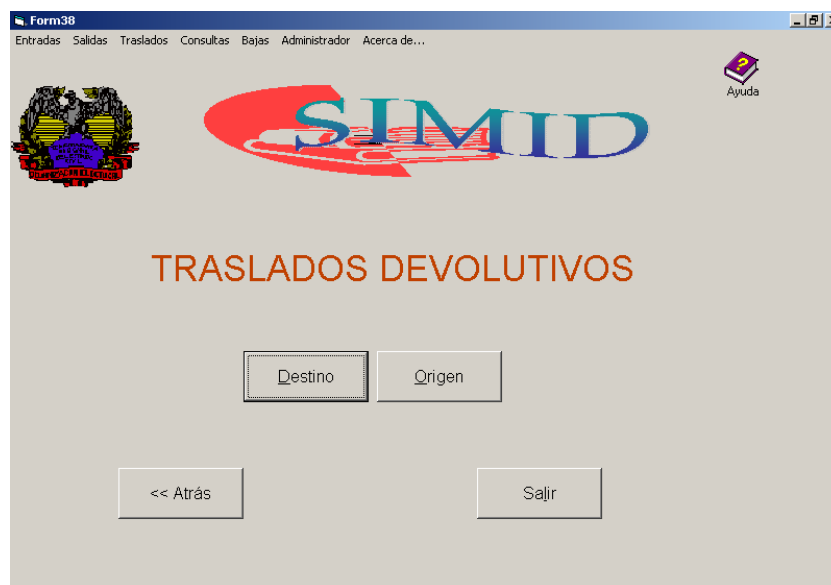 Form38
Entradas Salidas Traslados Consultas Bajas Administrador Acerca de...
Ayuda
SIMID
TRASLADOS DEVOLUTIVOS
Destino Origen
<< Atrás Salir